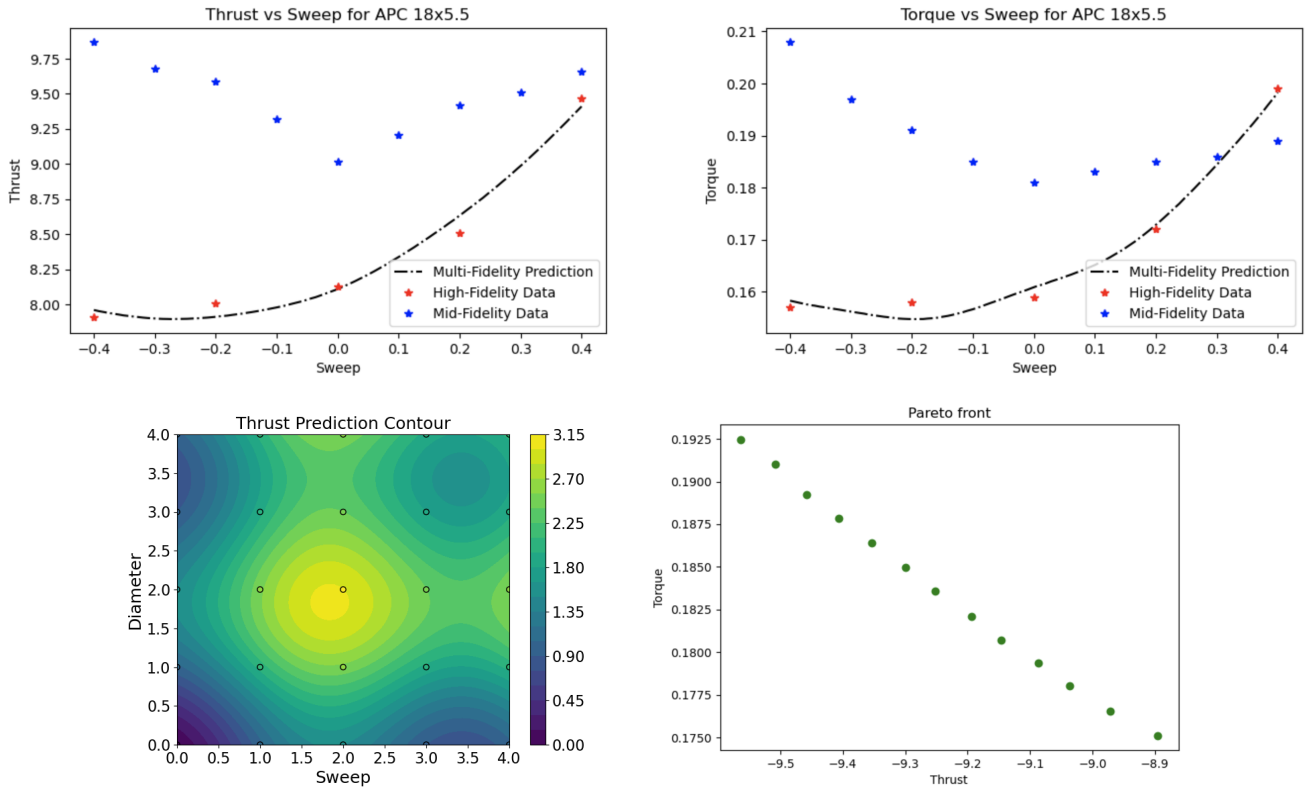 Thrust vs Sweep for APC 18x5.5
Thrust
9.75
9.50
9.25
9.00
8.75
8.50
8.25
8.00
Multi-Fidelity Prediction
High-Fidelity Data
Mid-Fidelity Data
−0.4 −0.3 −0.2 −0.1 0.0 0.1 0.2 0.3 0.4
Sweep
Torque vs Sweep for APC 18x5.5
Torque
0.21
0.20
0.19
0.18
0.17
0.16
Multi-Fidelity Prediction
High-Fidelity Data
Mid-Fidelity Data
−0.4 −0.3 −0.2 −0.1 0.0 0.1 0.2 0.3 0.4
Sweep
Thrust Prediction Contour
Diameter
4.0
3.5
3.0
2.5
2.0
1.5
1.0
0.5
0.0
0.0 0.5 1.0 1.5 2.0 2.5 3.0 3.5 4.0
Sweep
3.15
2.70
2.25
1.80
1.35
0.90
0.45
0.00
Pareto front
Torque
0.1925
0.1900
0.1875
0.1850
0.1825
0.1800
0.1775
0.1750
−9.5 −9.4 −9.3 −9.2 −9.1 −9.0 −8.9
Thrust